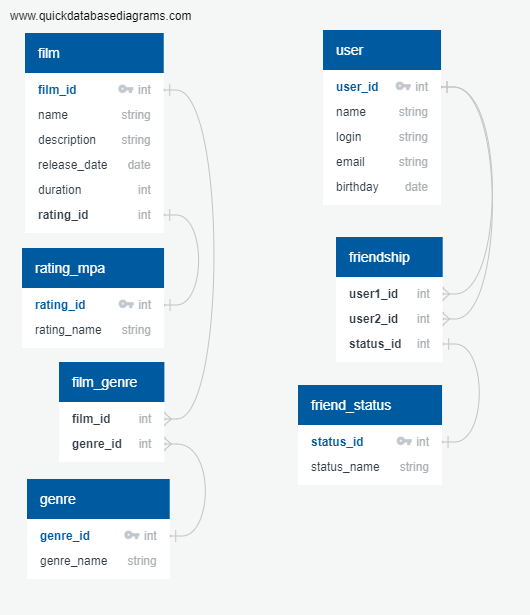 www.quickdatabasediagrams.com
film
film_id int
name string
description string
release_date date
duration int
rating_id int
rating_mpa
rating_id int
rating_name string
film_genre
film_id int
genre_id int
genre
genre_id int
genre_name string
user
user_id int
name string
login string
email string
birthday date
friendship
user1_id int
user2_id int
status_id int
friend_status
status_id int
status_name string